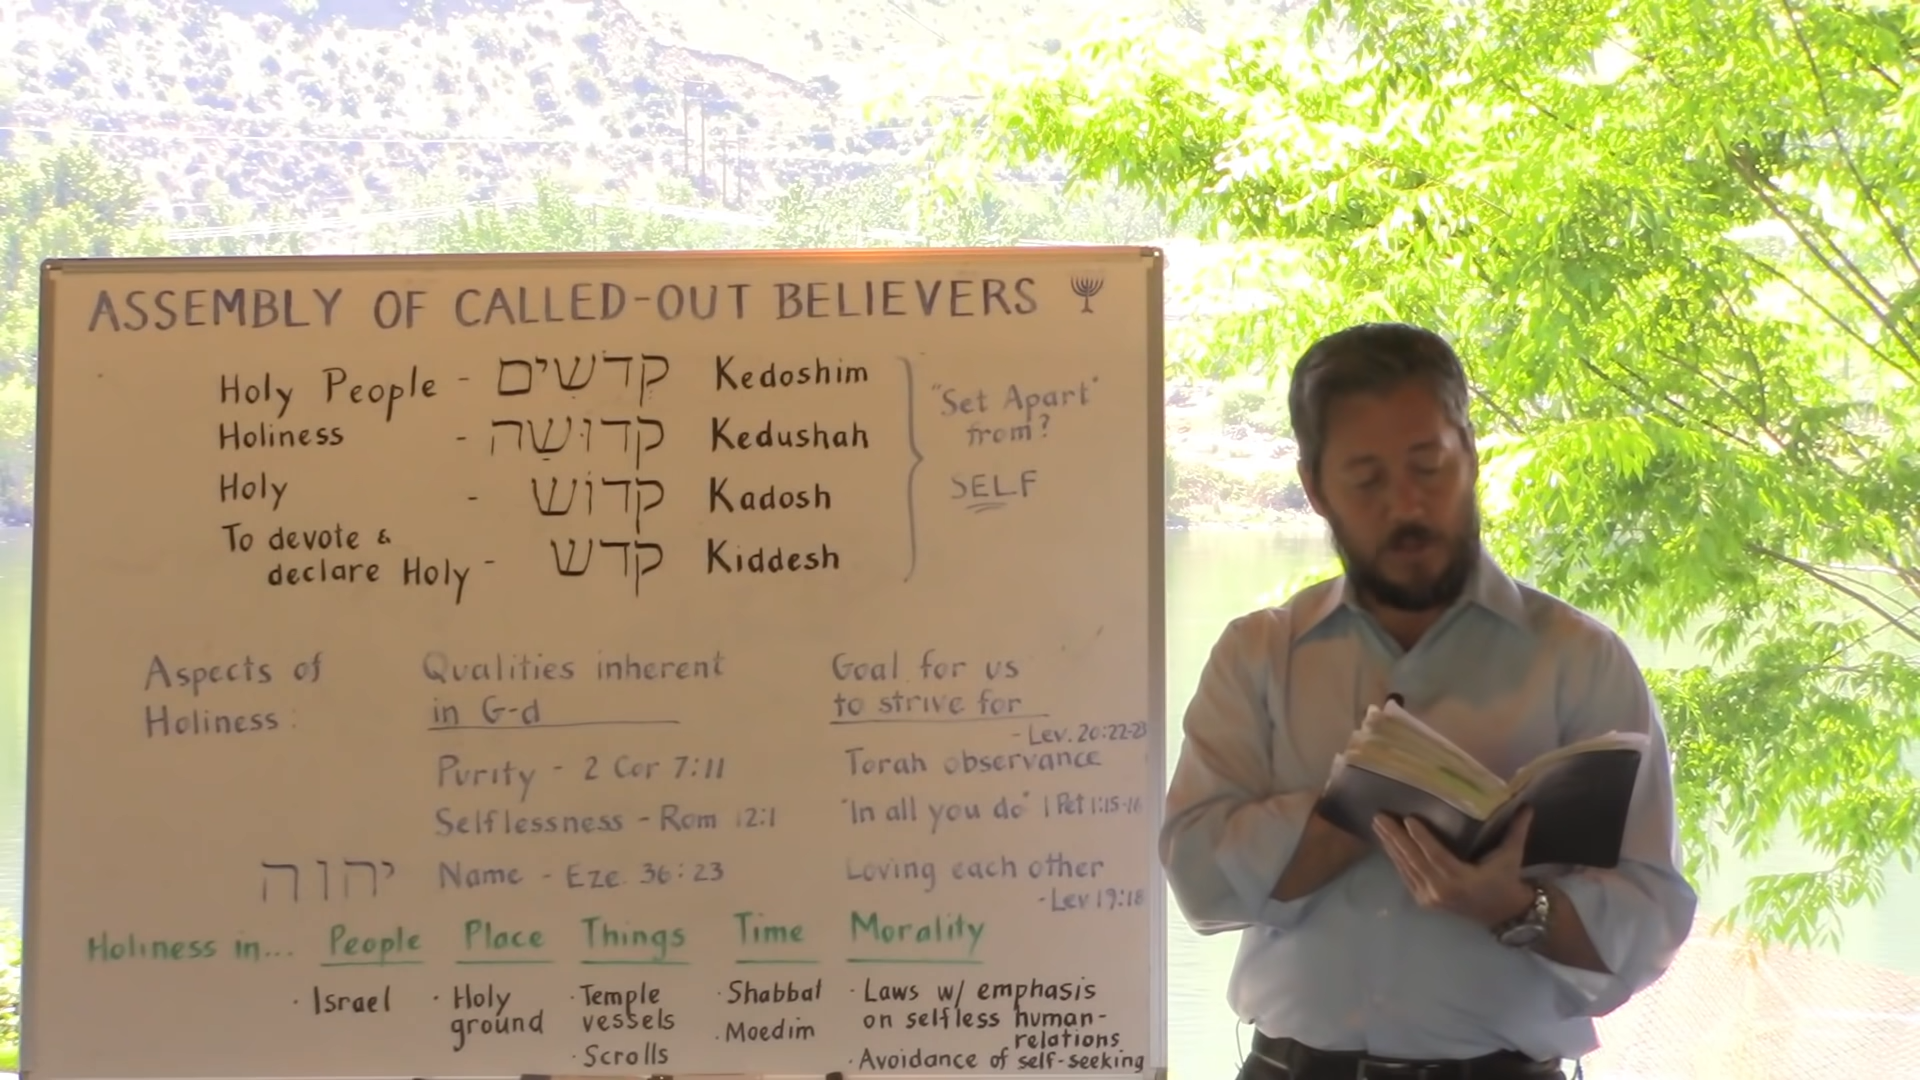 ASSEMBLY OF CALLED-OUT BELIEVERS
Holy People - קְדֹשִׁים Kedoshim
Holiness - קְדוּשָה Kedushah
Holy - קָדוֹש Kadosh
To devote &
declare Holy - קדש Kiddesh
"Set Apart"
from?
SELF
Aspects of
Holiness:
Qualities inherent
in G-d
Purity - 2 Cor 7:11
Selflessness - Rom 12:1
יהוה Name - Eze. 36:23
Goal for us
to strive for
- Lev. 20:22-23
Torah observance
"In all you do" 1 Pet 1:15-16
Loving each other
- Lev 19:18
Holiness in... People Place Things Time Morality
· Israel
· Holy
ground
· Temple
vessels
· Scrolls
· Shabbat
· Moedim
· Laws w/ emphasis
on selfless human-
relations
· Avoidance of self-seeking